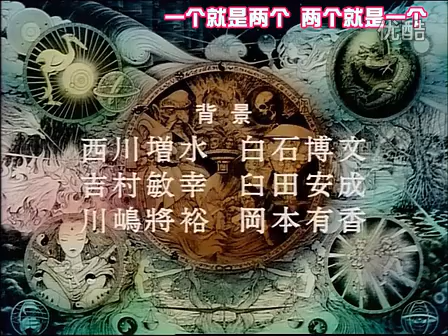 一个就是两个 两个就是一个
优酷
背景
西川増水 白石博文
吉村敏幸 臼田安成
川嶋將裕 岡本有香